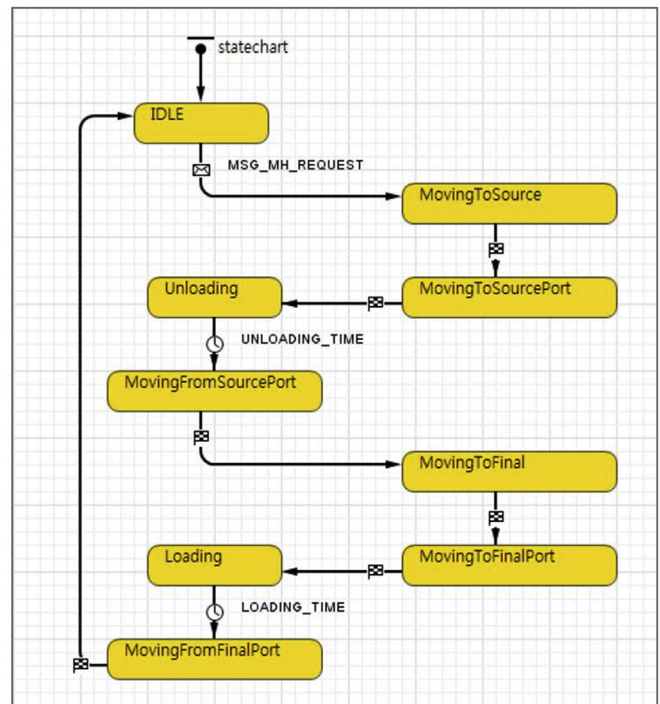 statechart
IDLE
MSG_MH_REQUEST
MovingToSource
Unloading
MovingToSourcePort
UNLOADING_TIME
MovingFromSourcePort
MovingToFinal
Loading
MovingToFinalPort
LOADING_TIME
MovingFromFinalPort